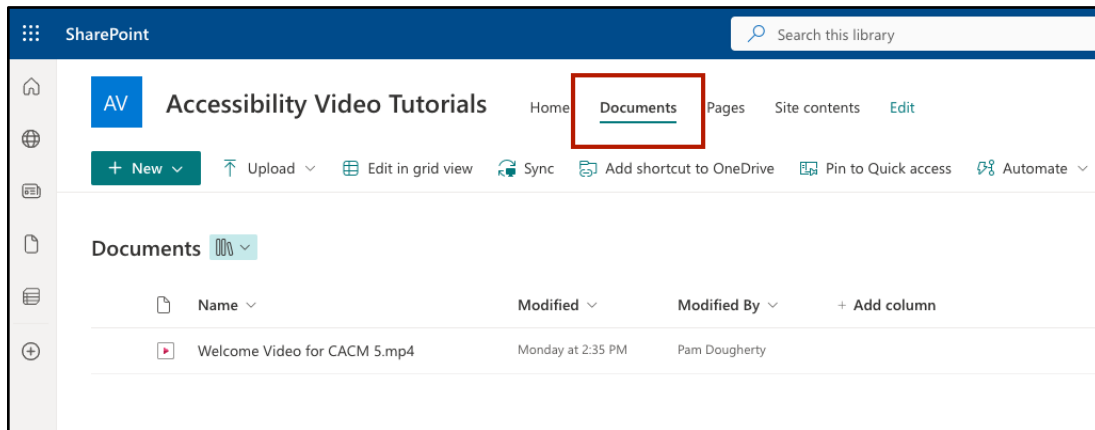 SharePoint
Search this library
AV
Accessibility Video Tutorials
Home
Documents
Pages
Site contents
Edit
+ New
Upload
Edit in grid view
Sync
Add shortcut to OneDrive
Pin to Quick access
Automate
Documents
Name
Modified
Modified By
+ Add column
Welcome Video for CACM 5.mp4
Monday at 2:35 PM
Pam Dougherty